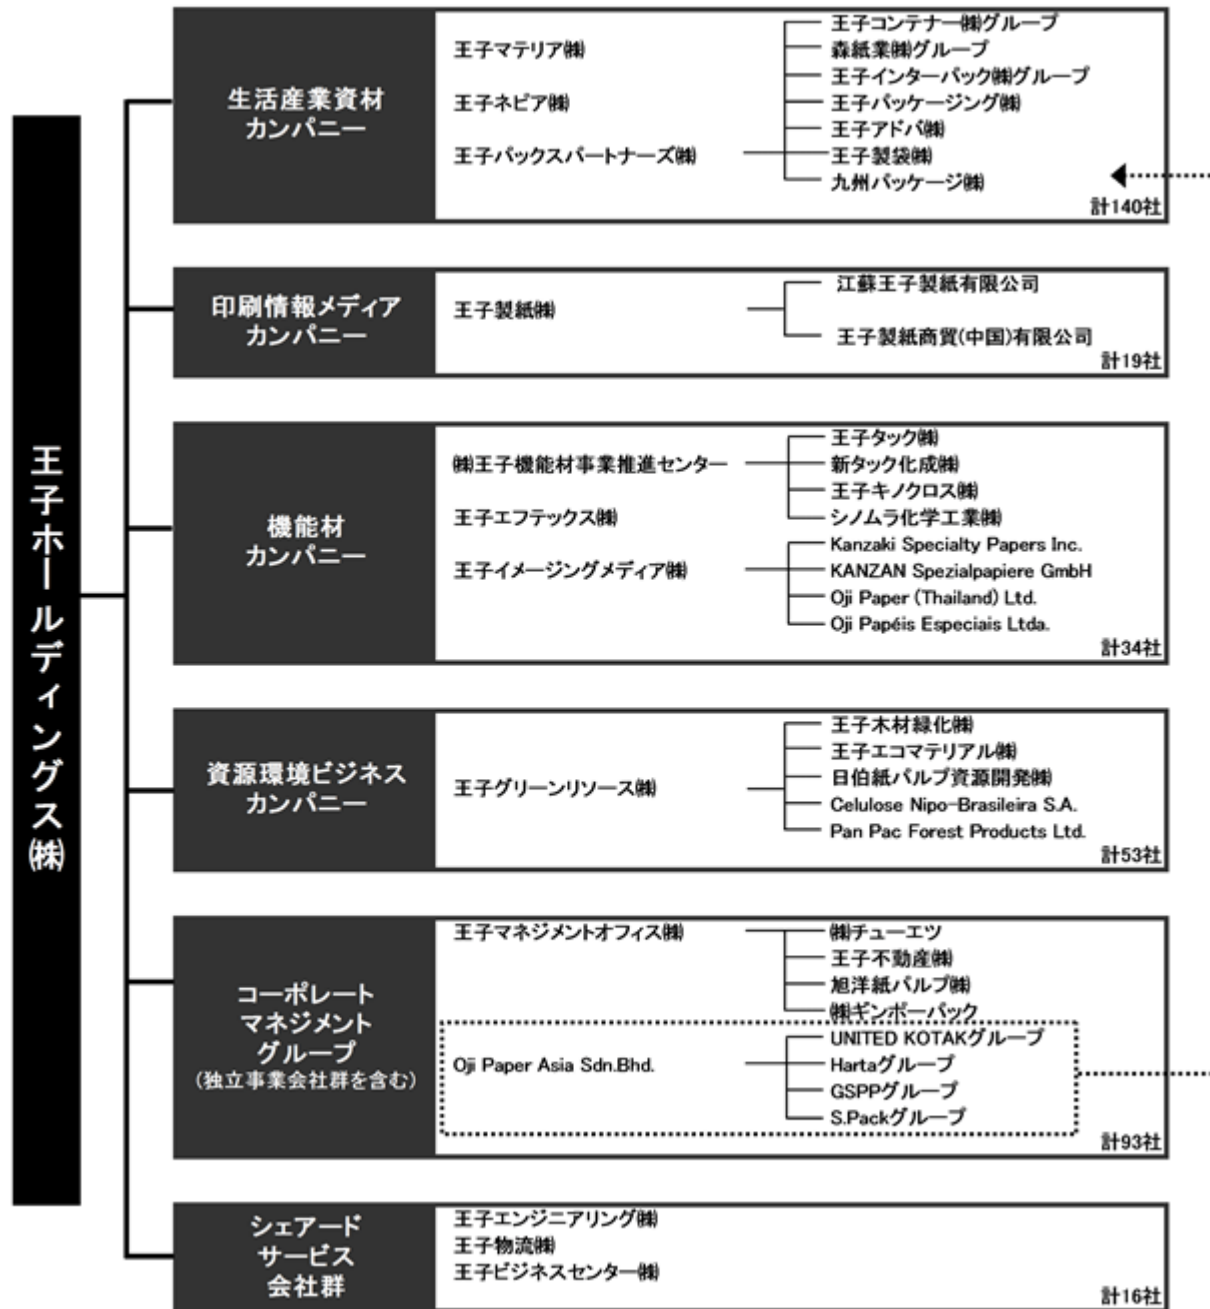 王子ホールディングス㈱
生活産業資材
カンパニー
王子マテリア㈱
王子ネピア㈱
王子パックスパートナーズ㈱
王子コンテナー㈱グループ
森紙業㈱グループ
王子インターパック㈱グループ
王子パッケージング㈱
王子アドバ㈱
王子製袋㈱
九州パッケージ㈱
計140社
印刷情報メディア
カンパニー
王子製紙㈱
江蘇王子製紙有限公司
王子製紙商貿(中国)有限公司
計19社
機能材
カンパニー
㈱王子機能材事業推進センター
王子エフテックス㈱
王子イメージングメディア㈱
王子タック㈱
新タック化成㈱
王子キノクロス㈱
シノムラ化学工業㈱
Kanzaki Specialty Papers Inc.
KANZAN Spezialpapiere GmbH
Oji Paper (Thailand) Ltd.
Oji Papéis Especiais Ltda.
計34社
資源環境ビジネス
カンパニー
王子グリーンリソース㈱
王子木材緑化㈱
王子エコマテリアル㈱
日伯紙パルプ資源開発㈱
Celulose Nipo-Brasileira S.A.
Pan Pac Forest Products Ltd.
計53社
コーポレート
マネジメント
グループ
(独立事業会社群を含む)
王子マネジメントオフィス㈱
㈱チューエツ
王子不動産㈱
旭洋紙パルプ㈱
㈱ギンポーパック
Oji Paper Asia Sdn.Bhd.
UNITED KOTAKグループ
Hartaグループ
GSPPグループ
S.Packグループ
計93社
シェアード
サービス
会社群
王子エンジニアリング㈱
王子物流㈱
王子ビジネスセンター㈱
計16社